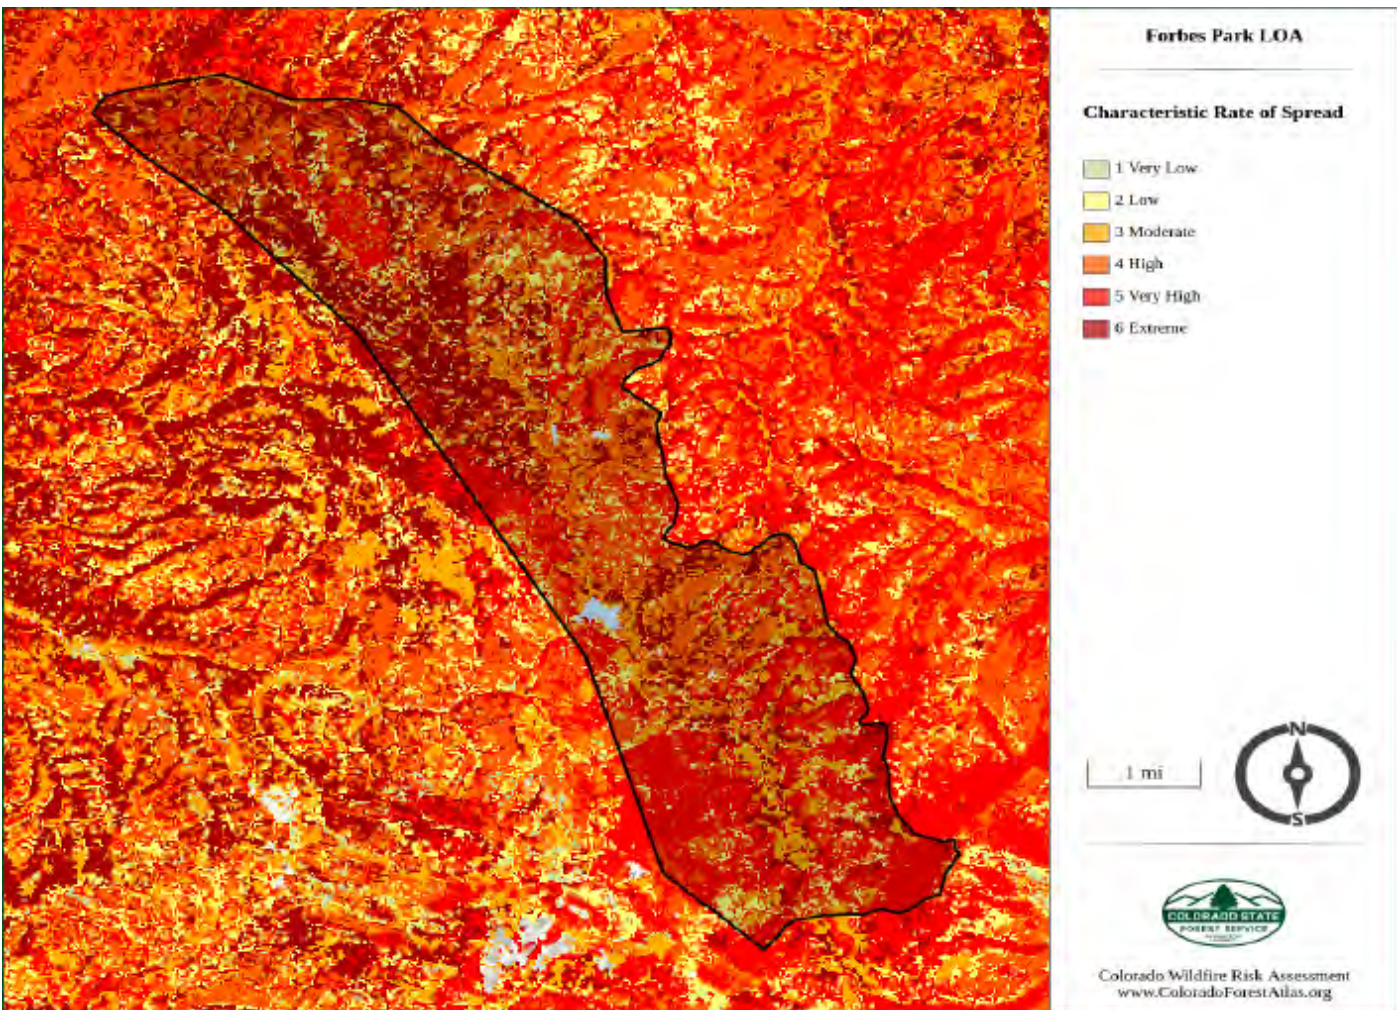 Forbes Park LOA
Characteristic Rate of Spread
1 Very Low
2 Low
3 Moderate
4 High
5 Very High
6 Extreme
N
1 mi
S
COLORADO STATE
FOREST SERVICE
Colorado Wildfire Risk Assessment
www.ColoradoForestAtlas.org